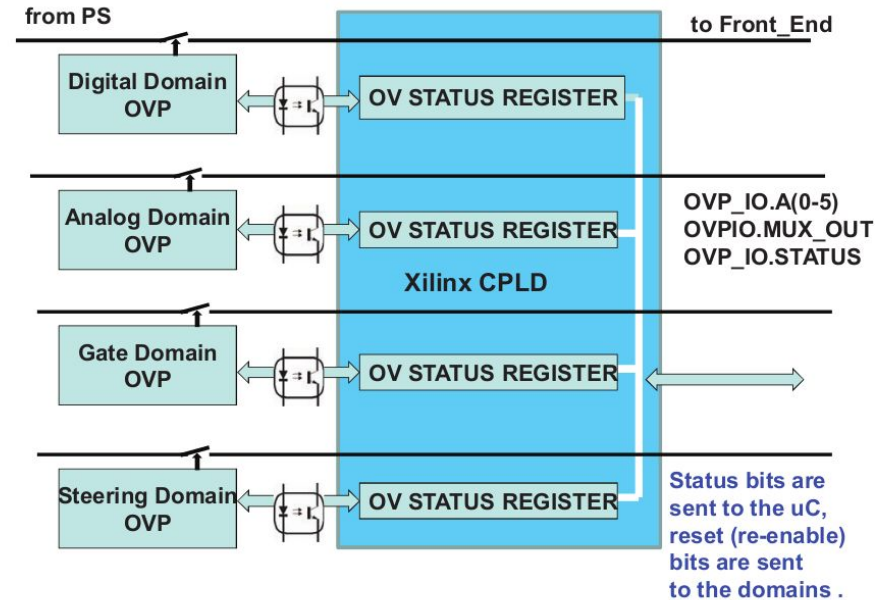 from PS
to Front_End
Digital Domain
OVP
OV STATUS REGISTER
Analog Domain
OVP
OV STATUS REGISTER
OVP_IO.A(0-5)
OVPIO.MUX_OUT
OVP_IO.STATUS
Xilinx CPLD
Gate Domain
OVP
OV STATUS REGISTER
Steering Domain
OVP
OV STATUS REGISTER
Status bits are
sent to the uC,
reset (re-enable)
bits are sent
to the domains .